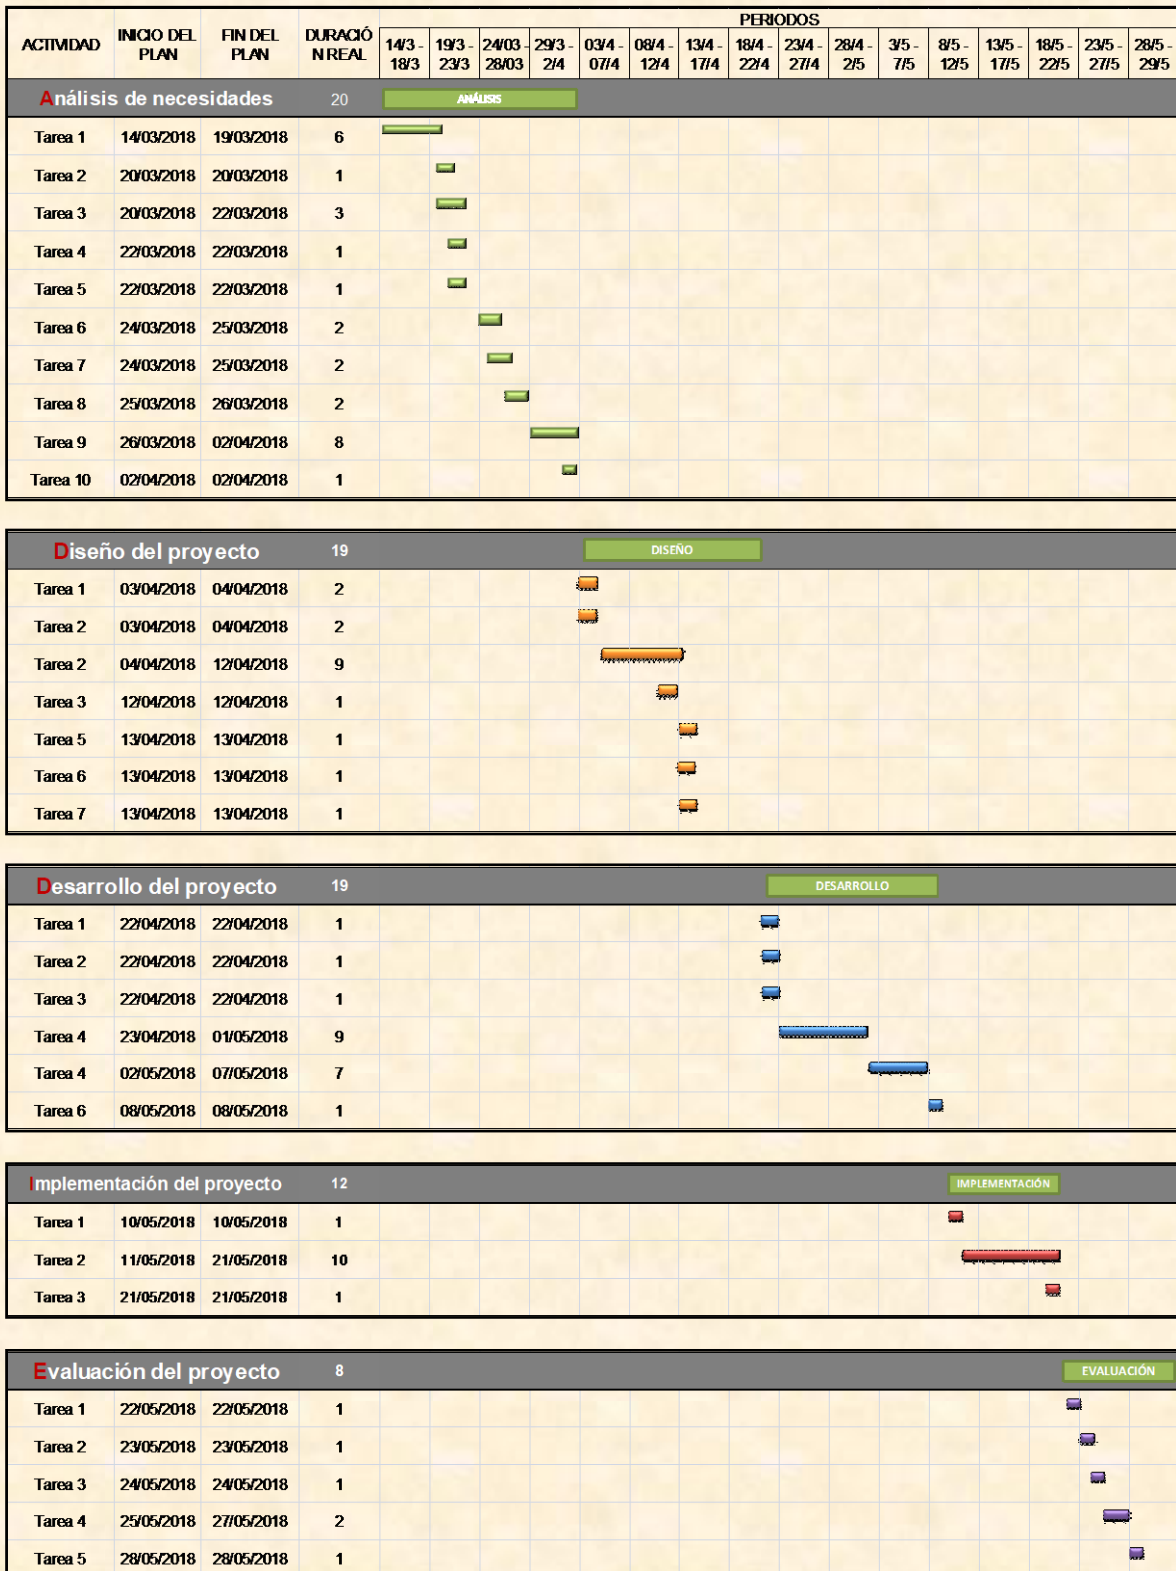 PERIODOS
ACTIVIDAD INICIO DEL PLAN FIN DEL PLAN DURACIÓ N REAL 14/3 - 18/3 19/3 - 23/3 24/03 - 28/03 29/3 - 2/4 03/4 - 07/4 08/4 - 12/4 13/4 - 17/4 18/4 - 22/4 23/4 - 27/4 28/4 - 2/5 3/5 - 7/5 8/5 - 12/5 13/5 - 17/5 18/5 - 22/5 23/5 - 27/5 28/5 - 29/5
Análisis de necesidades 20 ANÁLISIS
Tarea 1 14/03/2018 19/03/2018 6
Tarea 2 20/03/2018 20/03/2018 1
Tarea 3 20/03/2018 22/03/2018 3
Tarea 4 22/03/2018 22/03/2018 1
Tarea 5 22/03/2018 22/03/2018 1
Tarea 6 24/03/2018 25/03/2018 2
Tarea 7 24/03/2018 25/03/2018 2
Tarea 8 25/03/2018 26/03/2018 2
Tarea 9 26/03/2018 02/04/2018 8
Tarea 10 02/04/2018 02/04/2018 1
Diseño del proyecto 19 DISEÑO
Tarea 1 03/04/2018 04/04/2018 2
Tarea 2 03/04/2018 04/04/2018 2
Tarea 2 04/04/2018 12/04/2018 9
Tarea 3 12/04/2018 12/04/2018 1
Tarea 5 13/04/2018 13/04/2018 1
Tarea 6 13/04/2018 13/04/2018 1
Tarea 7 13/04/2018 13/04/2018 1
Desarrollo del proyecto 19 DESARROLLO
Tarea 1 22/04/2018 22/04/2018 1
Tarea 2 22/04/2018 22/04/2018 1
Tarea 3 22/04/2018 22/04/2018 1
Tarea 4 23/04/2018 01/05/2018 9
Tarea 4 02/05/2018 07/05/2018 7
Tarea 6 08/05/2018 08/05/2018 1
Implementación del proyecto 12 IMPLEMENTACIÓN
Tarea 1 10/05/2018 10/05/2018 1
Tarea 2 11/05/2018 21/05/2018 10
Tarea 3 21/05/2018 21/05/2018 1
Evaluación del proyecto 8 EVALUACIÓN
Tarea 1 22/05/2018 22/05/2018 1
Tarea 2 23/05/2018 23/05/2018 1
Tarea 3 24/05/2018 24/05/2018 1
Tarea 4 25/05/2018 27/05/2018 2
Tarea 5 28/05/2018 28/05/2018 1